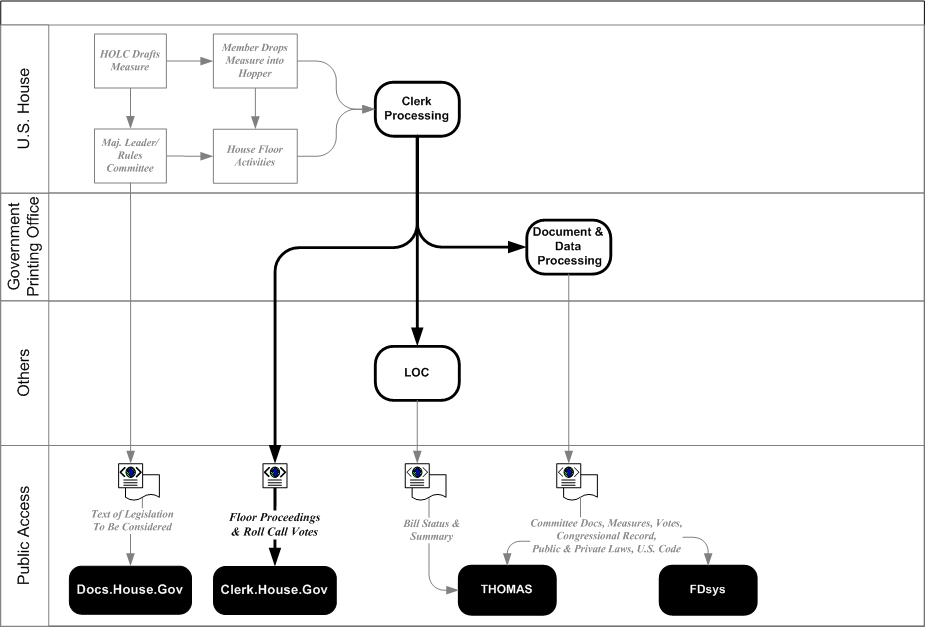 U.S. House
HOLC Drafts
Measure
Member Drops
Measure into
Hopper
Clerk
Processing
Maj. Leader/
Rules
Committee
House Floor
Activities
Government
Printing Office
Document &
Data
Processing
Others
LOC
Public Access
Text of Legislation
To Be Considered
Floor Proceedings
& Roll Call Votes
Bill Status &
Summary
Committee Docs, Measures, Votes,
Congressional Record,
Public & Private Laws, U.S. Code
Docs.House.Gov
Clerk.House.Gov
THOMAS
FDsys